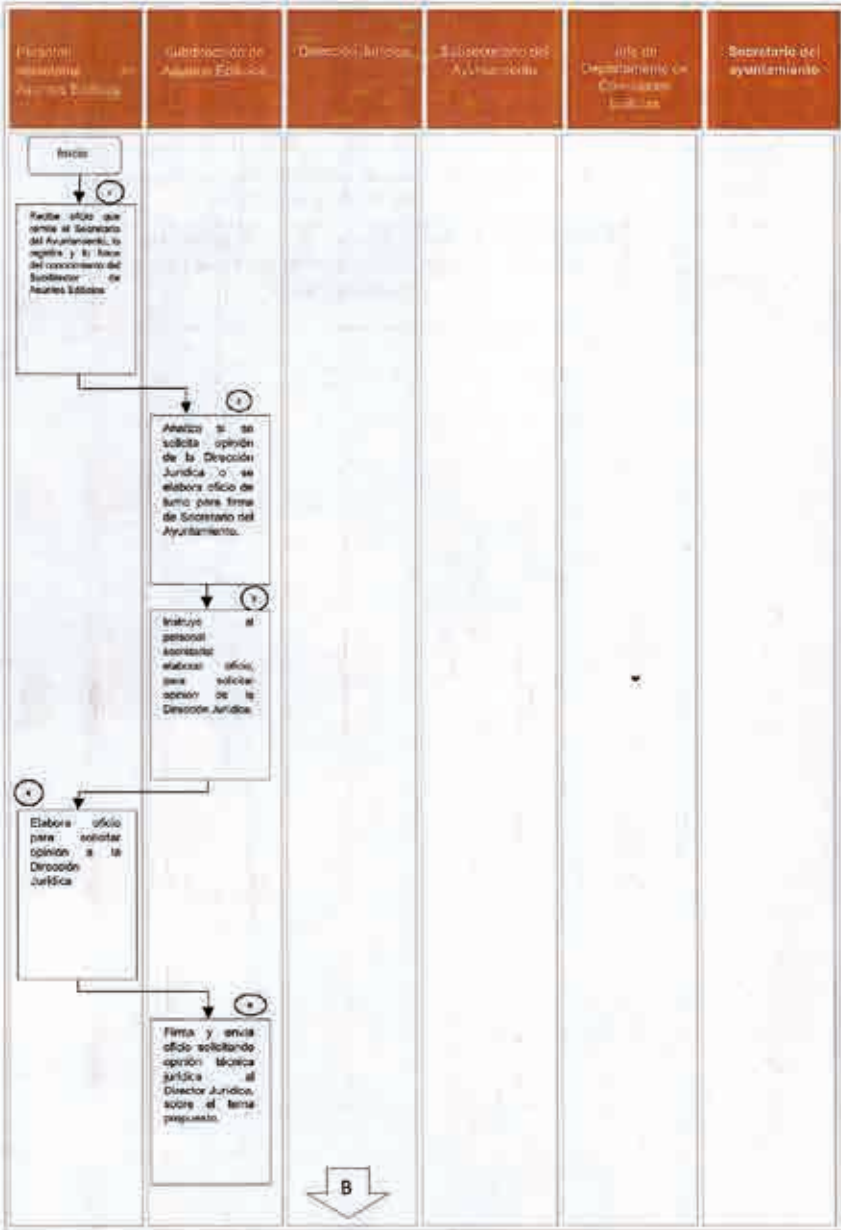 Personal
secretarial de
Asuntos Edilicios
Subdirección de
Asuntos Edilicios
Dirección Jurídica
Subsecretario del
Ayuntamiento
Jefe de
Departamento de
Comisiones
Edilicias
Secretario del
ayuntamiento
Inicio
Recibe oficio que
remite el Secretario
del Ayuntamiento, lo
registra y lo hace
del conocimiento del
Subdirector de
Asuntos Edilicios
Analiza si se
solicita opinión
de la Dirección
Jurídica o se
elabora oficio de
turno para firma
de Secretario del
Ayuntamiento.
Instruye al
personal
secretarial
elaborar oficio,
para solicitar
opinión de la
Dirección Jurídica.
4
Elabora oficio
para solicitar
opinión a la
Dirección
Jurídica
Firma y envía
oficio solicitando
opinión técnica
jurídica al
Director Jurídico,
sobre el tema
propuesto.
B